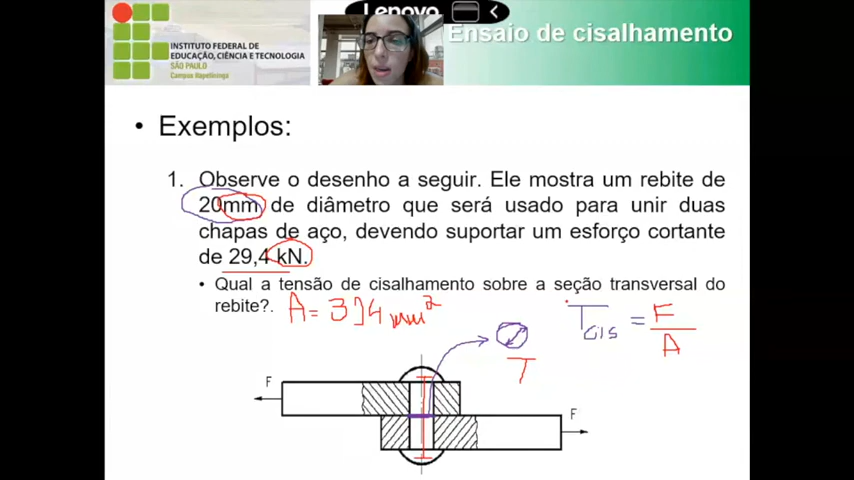 Lenovo
Ensaio de cisalhamento
INSTITUTO FEDERAL DE
EDUCAÇÃO, CIÊNCIA E TECNOLOGIA
SÃO PAULO
Campus Itapetininga
• Exemplos:
1. Observe o desenho a seguir. Ele mostra um rebite de
20mm de diâmetro que será usado para unir duas
chapas de aço, devendo suportar um esforço cortante
de 29,4 kN.
• Qual a tensão de cisalhamento sobre a seção transversal do
rebite?.
A = 314 mm²
τcis = F/A
T
F
F